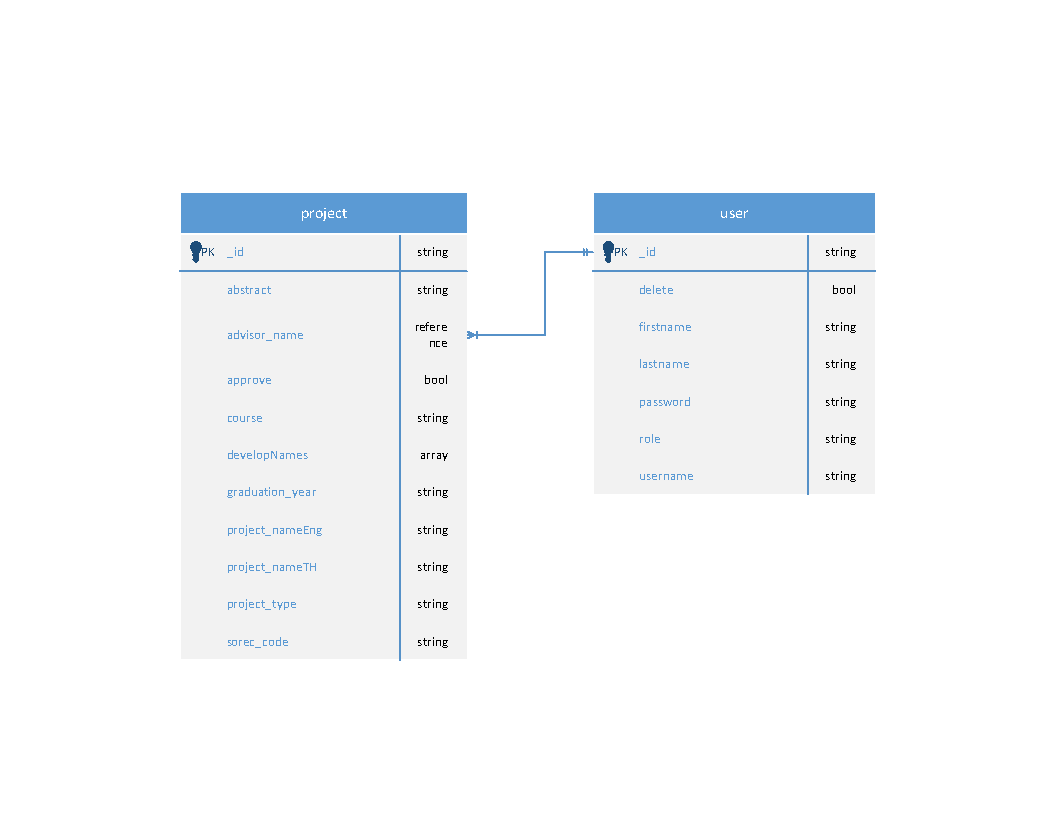 project
PK _id string
abstract string
advisor_name refere
nce
approve bool
course string
developNames array
graduation_year string
project_nameEng string
project_nameTH string
project_type string
sorec_code string
user
PK _id string
delete bool
firstname string
lastname string
password string
role string
username string